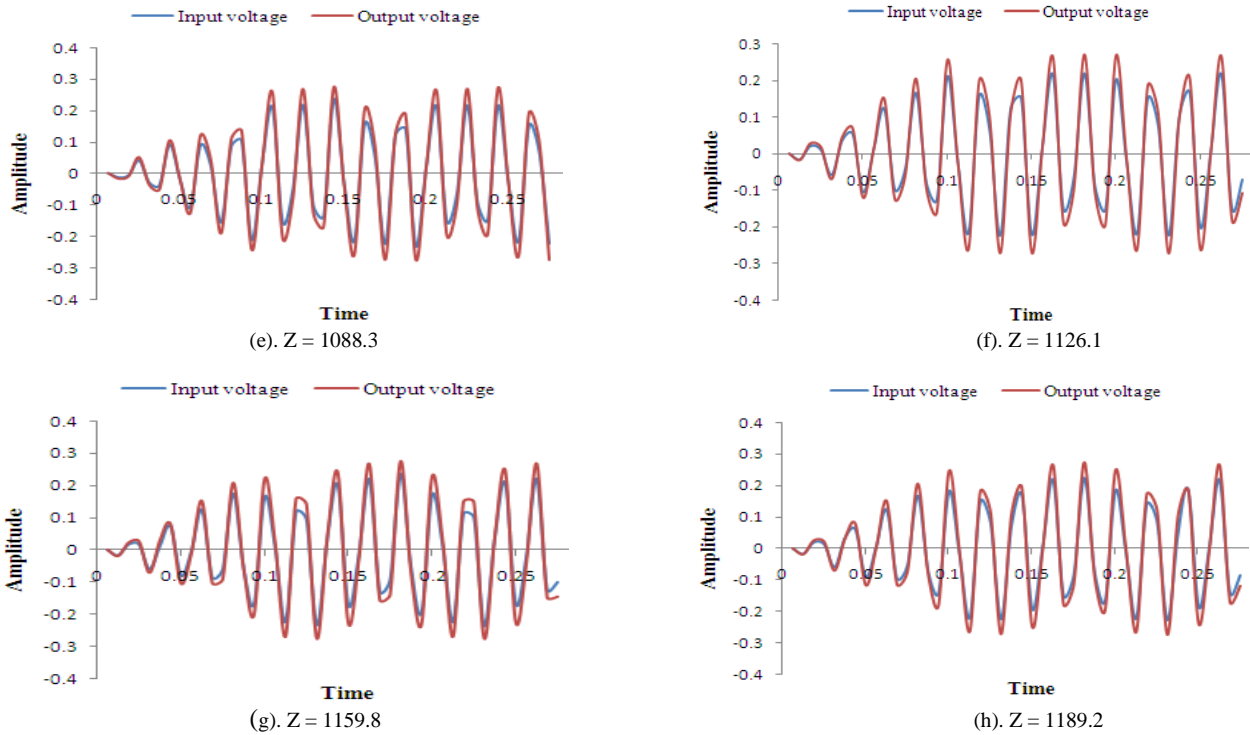 Input voltage Output voltage
0.4
0.3
0.2
0.1
0
-0.1
-0.2
-0.3
-0.4
0 0.05 0.1 0.15 0.2 0.25
Amplitude
Time
(e). Z = 1088.3
Input voltage Output voltage
0.3
0.2
0.1
0
-0.1
-0.2
-0.3
-0.4
0 0.05 0.1 0.15 0.2 0.25
Amplitude
Time
(f). Z = 1126.1
Input voltage Output voltage
0.4
0.3
0.2
0.1
0
-0.1
-0.2
-0.3
-0.4
0 0.05 0.1 0.15 0.2 0.25
Amplitude
Time
(g). Z = 1159.8
Input voltage Output voltage
0.4
0.3
0.2
0.1
0
-0.1
-0.2
-0.3
-0.4
0 0.05 0.1 0.15 0.2 0.25
Amplitude
Time
(h). Z = 1189.2